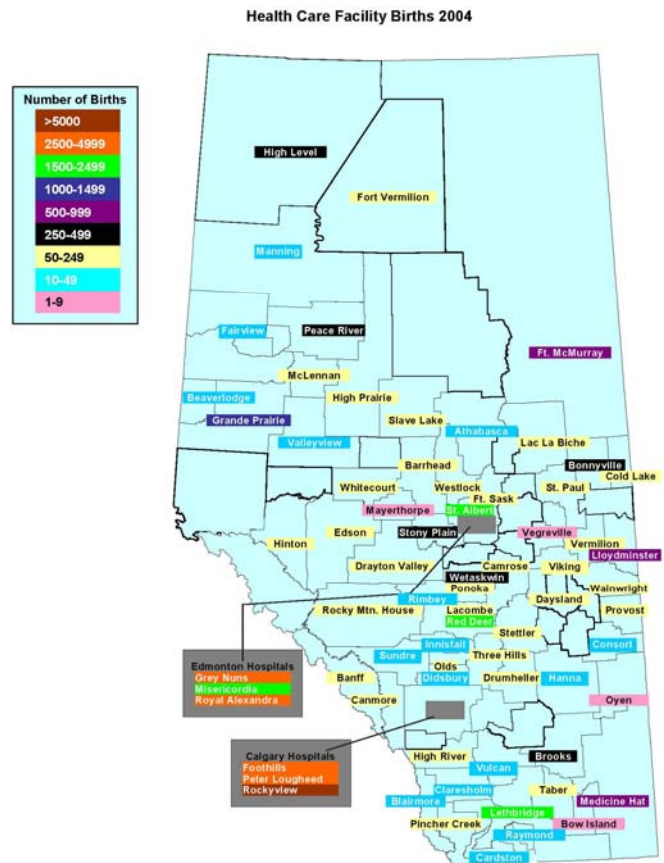 Health Care Facility Births 2004
Number of Births
>5000
2500-4999
1500-2499
1000-1499
500-999
250-499
50-249
10-49
1-9
High Level
Fort Vermilion
Manning
Fairview
Peace River
Ft. McMurray
McLennan
Beaverlodge
High Prairie
Grande Prairie
Slave Lake
Athabasca
Valleyview
Lac La Biche
Barrhead
Bonnyville
Cold Lake
Whitecourt
Westlock
St. Paul
Ft. Sask
Mayerthorpe
St. Albert
Stony Plain
Edson
Vegreville
Hinton
Vermilion
Lloydminster
Drayton Valley
Camrose
Viking
Wetaskwin
Ponoka
Wainwright
Rimbey
Daysland
Rocky Mtn. House
Lacombe
Provost
Red Deer
Stettler
Innisfail
Consort
Sundre
Three Hills
Edmonton Hospitals
Grey Nuns
Misericordia
Royal Alexandra
Olds
Banff
Didsbury
Drumheller
Hanna
Canmore
Oyen
Calgary Hospitals
Foothills
Peter Lougheed
Rockyview
High River
Brooks
Vulcan
Claresholm
Taber
Blairmore
Medicine Hat
Lethbridge
Pincher Creek
Bow Island
Raymond
Cardston